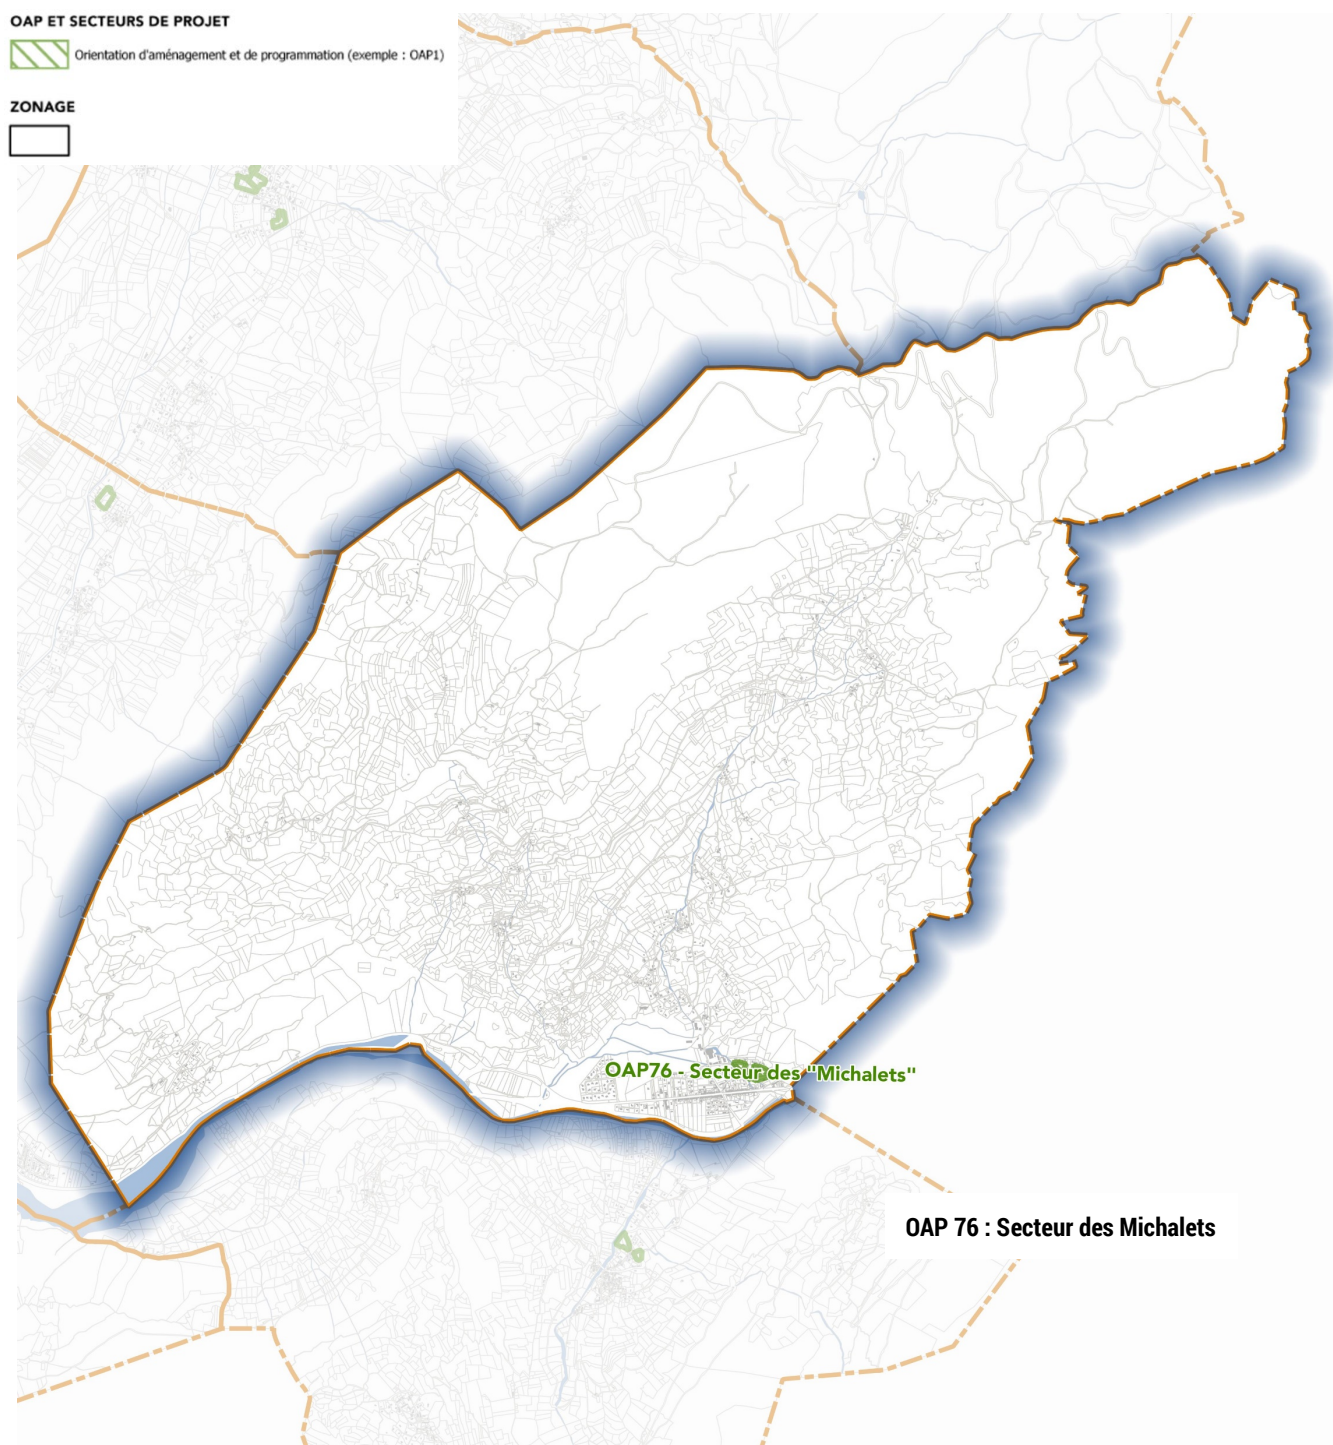 OAP ET SECTEURS DE PROJET
Orientation d'aménagement et de programmation (exemple : OAP1)
ZONAGE
OAP76 - Secteur des "Michalets"
OAP 76 : Secteur des Michalets